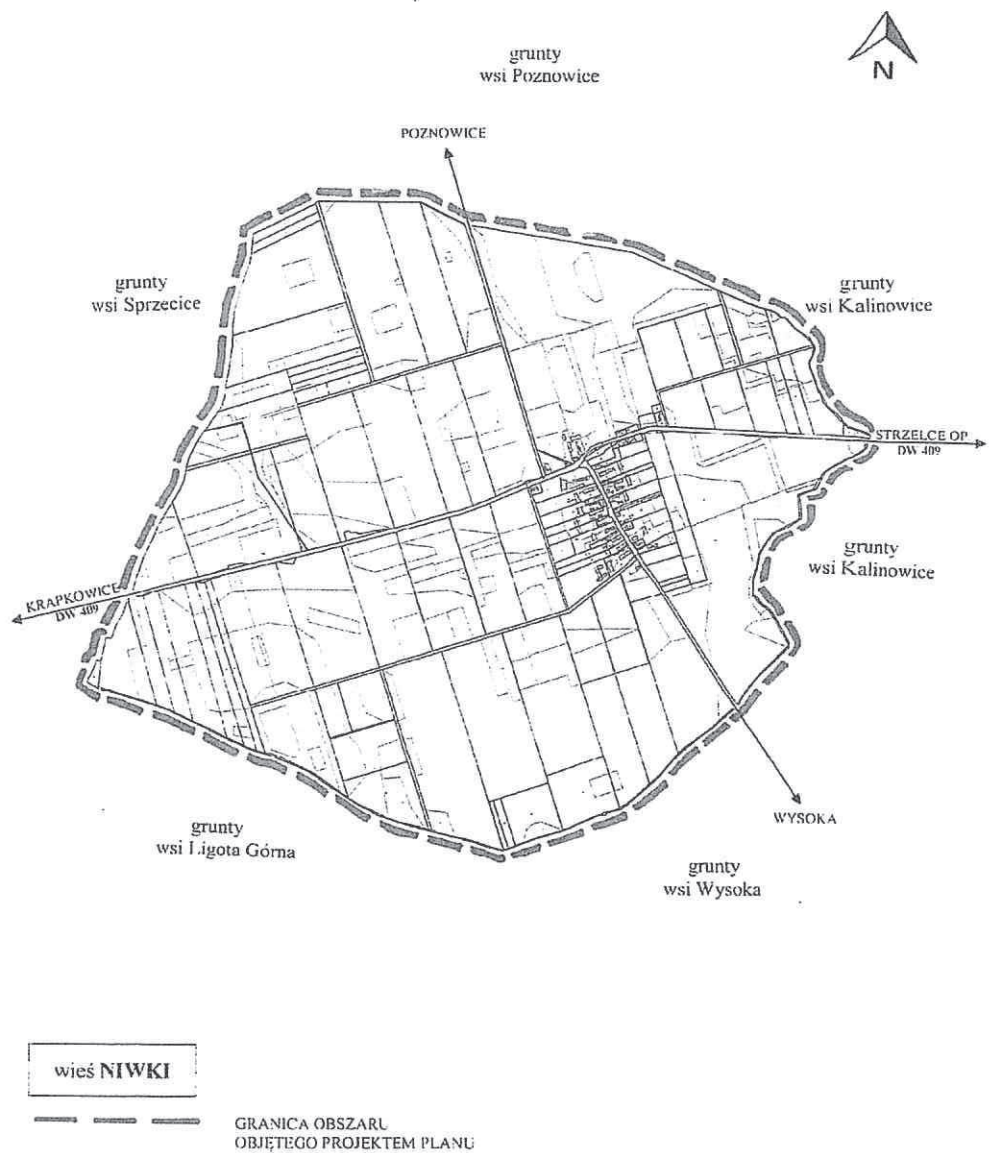 grunty
wsi Poznowice
N
POZNOWICE
grunty
wsi Sprzecice
grunty
wsi Kalinowice
STRZELCE OP
DW 409
grunty
wsi Kalinowice
KRAPKOWICE
DW 409
WYSOKA
grunty
wsi Ligota Górna
grunty
wsi Wysoka
wieś NIWKI
GRANICA OBSZARU
OBJĘTEGO PROJEKTEM PLANU